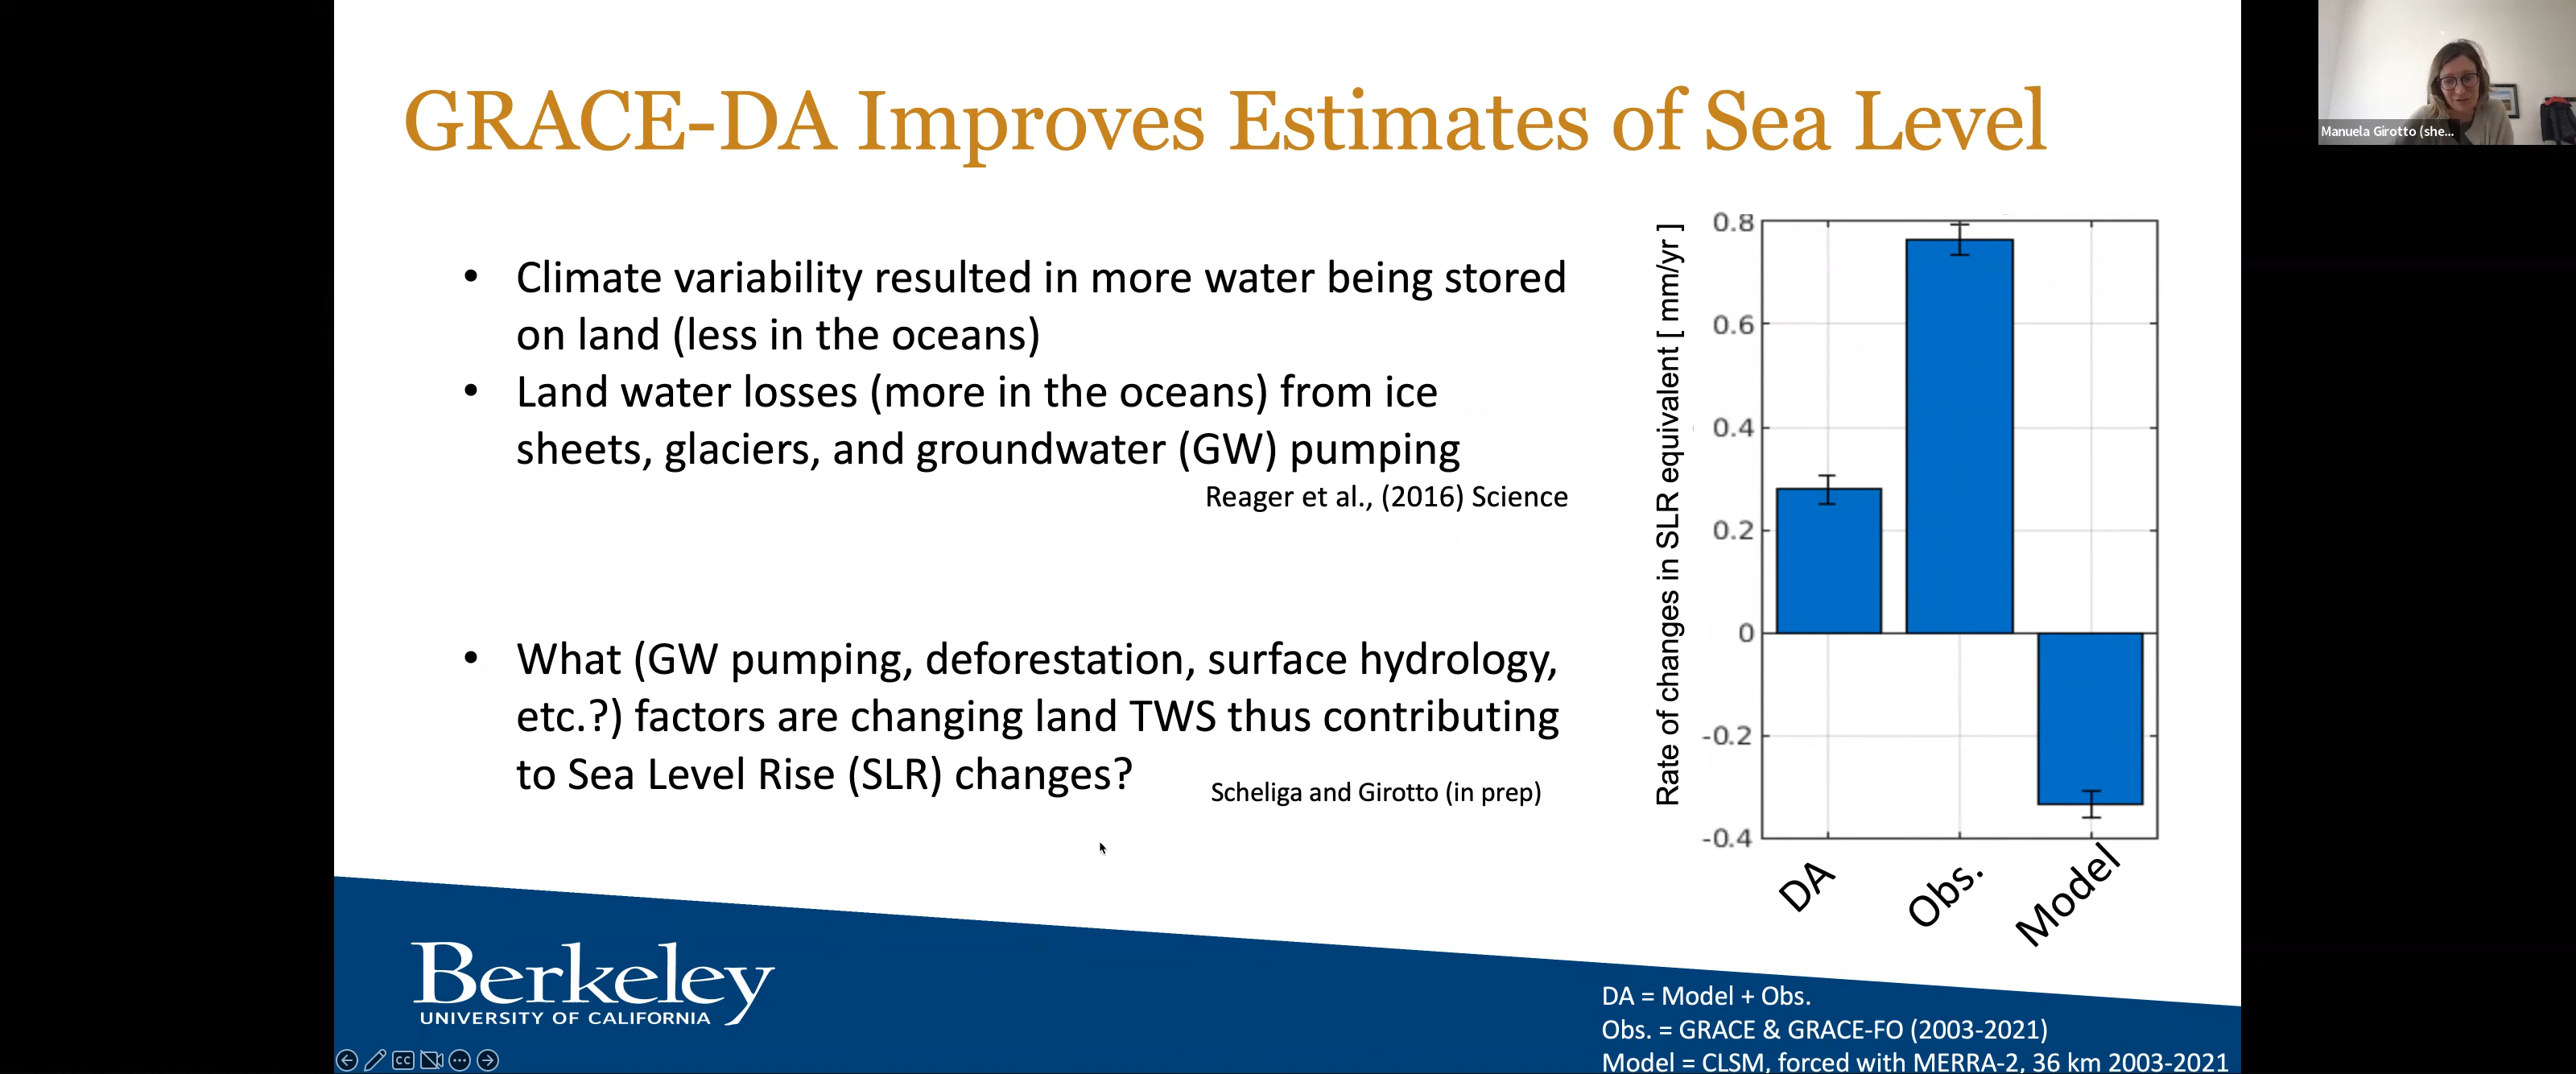 GRACE-DA Improves Estimates of Sea Level
Manuela Girotto (she...
• Climate variability resulted in more water being stored
on land (less in the oceans)
• Land water losses (more in the oceans) from ice
sheets, glaciers, and groundwater (GW) pumping
Reager et al., (2016) Science
• What (GW pumping, deforestation, surface hydrology,
etc.?) factors are changing land TWS thus contributing
to Sea Level Rise (SLR) changes?
Scheliga and Girotto (in prep)
Rate of changes in SLR equivalent [ mm/yr ]
0.8
0.6
0.4
0.2
0
-0.2
-0.4
DA
Obs.
Model
Berkeley
UNIVERSITY OF CALIFORNIA
DA = Model + Obs.
Obs. = GRACE & GRACE-FO (2003-2021)
Model = CLSM, forced with MERRA-2, 36 km 2003-2021
CC